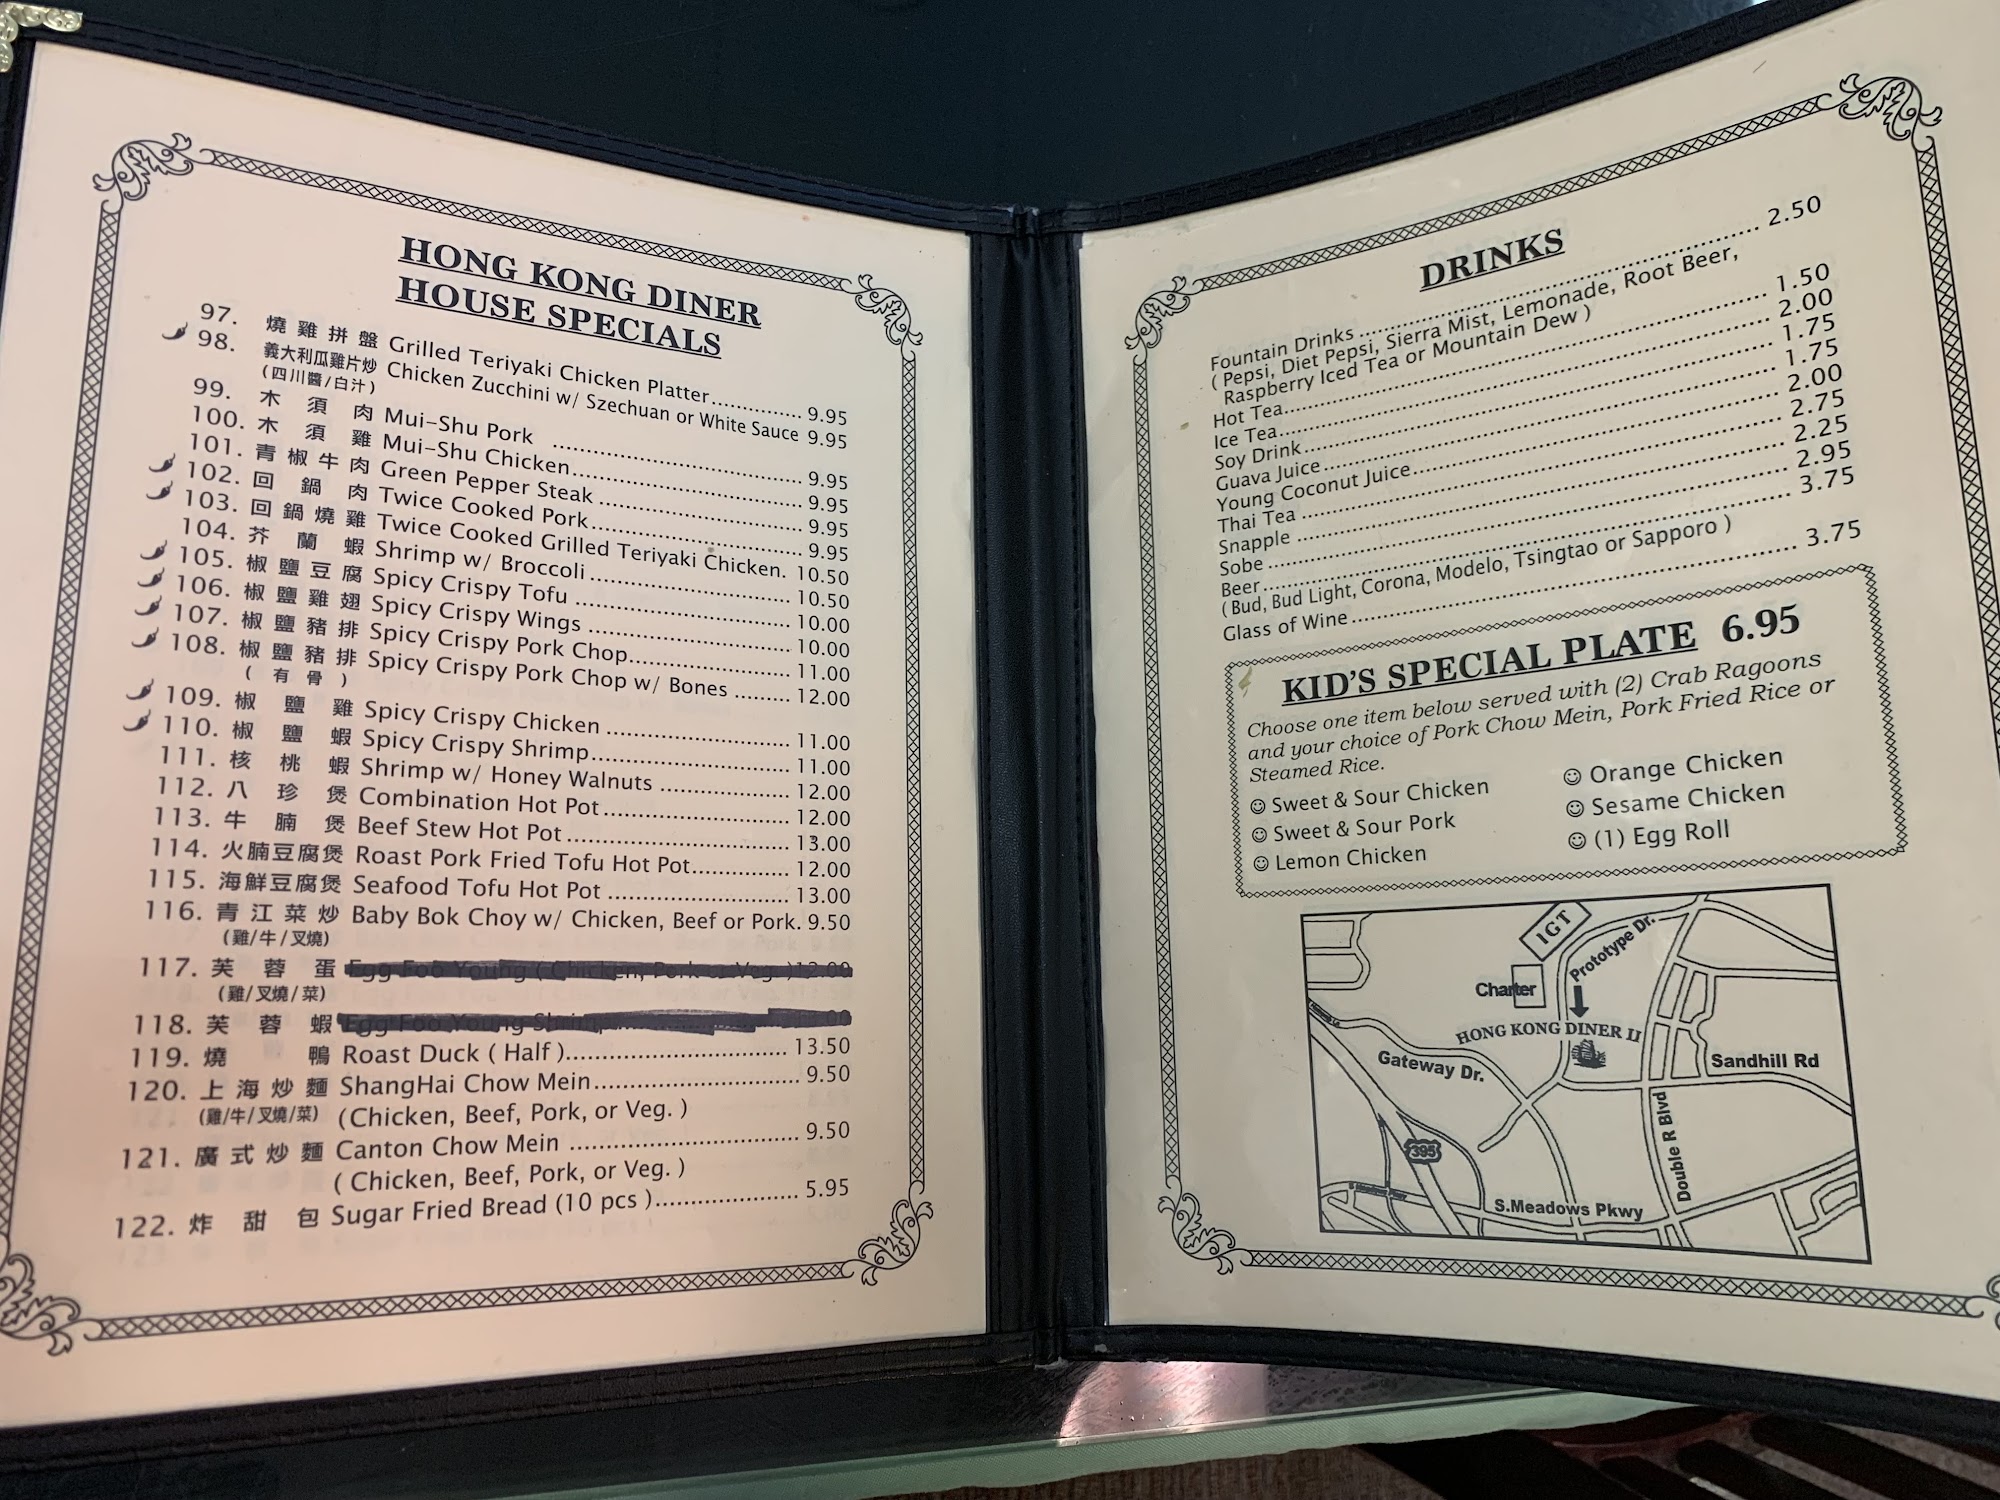 HONG KONG DINER
HOUSE SPECIALS
97. 燒雞拼盤 Grilled Teriyaki Chicken Platter............... 9.95
98. 義大利瓜雞片炒 Chicken Zucchini w/ Szechuan or White Sauce 9.95
(四川醬/白汁)
99. 木須肉 Mui-Shu Pork ................................ 9.95
100. 木須雞 Mui-Shu Chicken............................. 9.95
101. 青椒牛肉 Green Pepper Steak .......................... 9.95
102. 回鍋肉 Twice Cooked Pork........................... 9.95
103. 回鍋燒雞 Twice Cooked Grilled Teriyaki Chicken. 10.50
104. 芥蘭蝦 Shrimp w/ Broccoli.......................... 10.50
105. 椒鹽豆腐 Spicy Crispy Tofu ........................... 10.00
106. 椒鹽雞翅 Spicy Crispy Wings ......................... 10.00
107. 椒鹽豬排 Spicy Crispy Pork Chop.................... 11.00
108. 椒鹽豬排 Spicy Crispy Pork Chop w/ Bones ....... 12.00
(有骨)
109. 椒鹽雞 Spicy Crispy Chicken ....................... 11.00
110. 椒鹽蝦 Spicy Crispy Shrimp......................... 11.00
111. 核桃蝦 Shrimp w/ Honey Walnuts ................ 12.00
112. 八珍煲 Combination Hot Pot....................... 12.00
113. 牛腩煲 Beef Stew Hot Pot............................ 13.00
114. 火腩豆腐煲 Roast Pork Fried Tofu Hot Pot............ 12.00
115. 海鮮豆腐煲 Seafood Tofu Hot Pot ....................... 13.00
116. 青江菜炒 Baby Bok Choy w/ Chicken, Beef or Pork. 9.50
(雞/牛/叉燒)
117. 芙蓉蛋 Egg Foo Young ( Chicken, Pork or Veg. )12.00
(雞/叉燒/菜)
118. 芙蓉蝦 Egg Foo Young
119. 燒鴨 Roast Duck ( Half )............................. 13.50
120. 上海炒麵 ShangHai Chow Mein.......................... 9.50
(雞/牛/叉燒/菜) (Chicken, Beef, Pork, or Veg. )
121. 廣式炒麵 Canton Chow Mein ............................. 9.50
( Chicken, Beef, Pork, or Veg. )
122. 炸甜包 Sugar Fried Bread (10 pcs )................... 5.95
DRINKS
Fountain Drinks ................................................ 2.50
( Pepsi, Diet Pepsi, Sierra Mist, Lemonade, Root Beer,
Raspberry Iced Tea or Mountain Dew )
Hot Tea............................................................ 1.50
Ice Tea............................................................. 2.00
Soy Drink......................................................... 1.75
Guava Juice...................................................... 1.75
Young Coconut Juice........................................ 2.00
Thai Tea .......................................................... 2.75
Snapple ........................................................... 2.25
Sobe ................................................................ 2.95
Beer................................................................. 3.75
( Bud, Bud Light, Corona, Modelo, Tsingtao or Sapporo )
Glass of Wine................................................... 3.75
KID'S SPECIAL PLATE 6.95
Choose one item below served with (2) Crab Ragoons
and your choice of Pork Chow Mein, Pork Fried Rice or
Steamed Rice.
☺ Sweet & Sour Chicken ☺ Orange Chicken
☺ Sweet & Sour Pork ☺ Sesame Chicken
☺ Lemon Chicken ☺ (1) Egg Roll
IGT
Prototype Dr.
Charter
HONG KONG DINER II
Gateway Dr.
Sandhill Rd
395
Double R Blvd
S.Meadows Pkwy